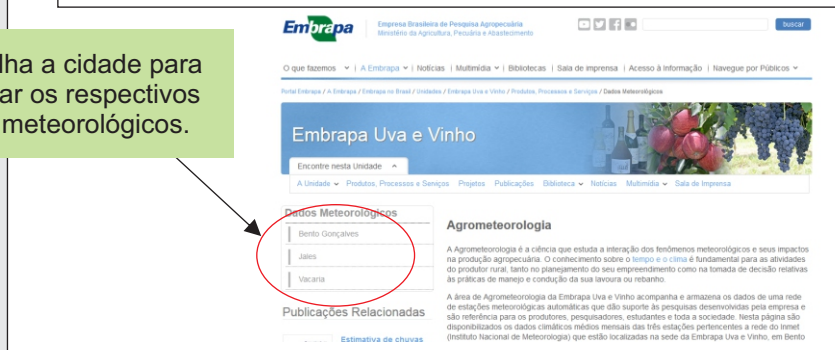 Embrapa
Empresa Brasileira de Pesquisa Agropecuária
Ministério da Agricultura, Pecuária e Abastecimento
buscar
O que fazemos | A Embrapa | Notícias | Multimídia | Bibliotecas | Sala de imprensa | Acesso à Informação | Navegue por Públicos
Portal Embrapa / A Embrapa / Embrapa no Brasil / Unidades / Embrapa Uva e Vinho / Produtos, Processos e Serviços / Dados Meteorológicos
lha a cidade para
ar os respectivos
meteorológicos.
Embrapa Uva e Vinho
Encontre nesta Unidade
A Unidade Produtos, Processos e Serviços Projetos Publicações Biblioteca Notícias Multimídia Sala de Imprensa
Dados Meteorológicos
Bento Gonçalves
Jales
Vacaria
Publicações Relacionadas
Estimativa de chuvas
Agrometeorologia
A Agrometeorologia é a ciência que estuda a interação dos fenômenos meteorológicos e seus impactos
na produção agropecuária. O conhecimento sobre o tempo e o clima é fundamental para as atividades
do produtor rural, tanto no planejamento do seu empreendimento como na tomada de decisão relativas
às práticas de manejo e condução da sua lavoura ou rebanho.
A área de Agrometeorologia da Embrapa Uva e Vinho acompanha e armazena os dados de uma rede
de estações meteorológicas automáticas que dão suporte às pesquisas desenvolvidas pela empresa e
são referência para os produtores, pesquisadores, estudantes e toda a sociedade. Nesta página são
disponibilizados os dados climáticos médios mensais das três estações pertencentes a rede do Inmet
(Instituto Nacional de Meteorologia) que estão localizadas na sede da Embrapa Uva e Vinho, em Bento